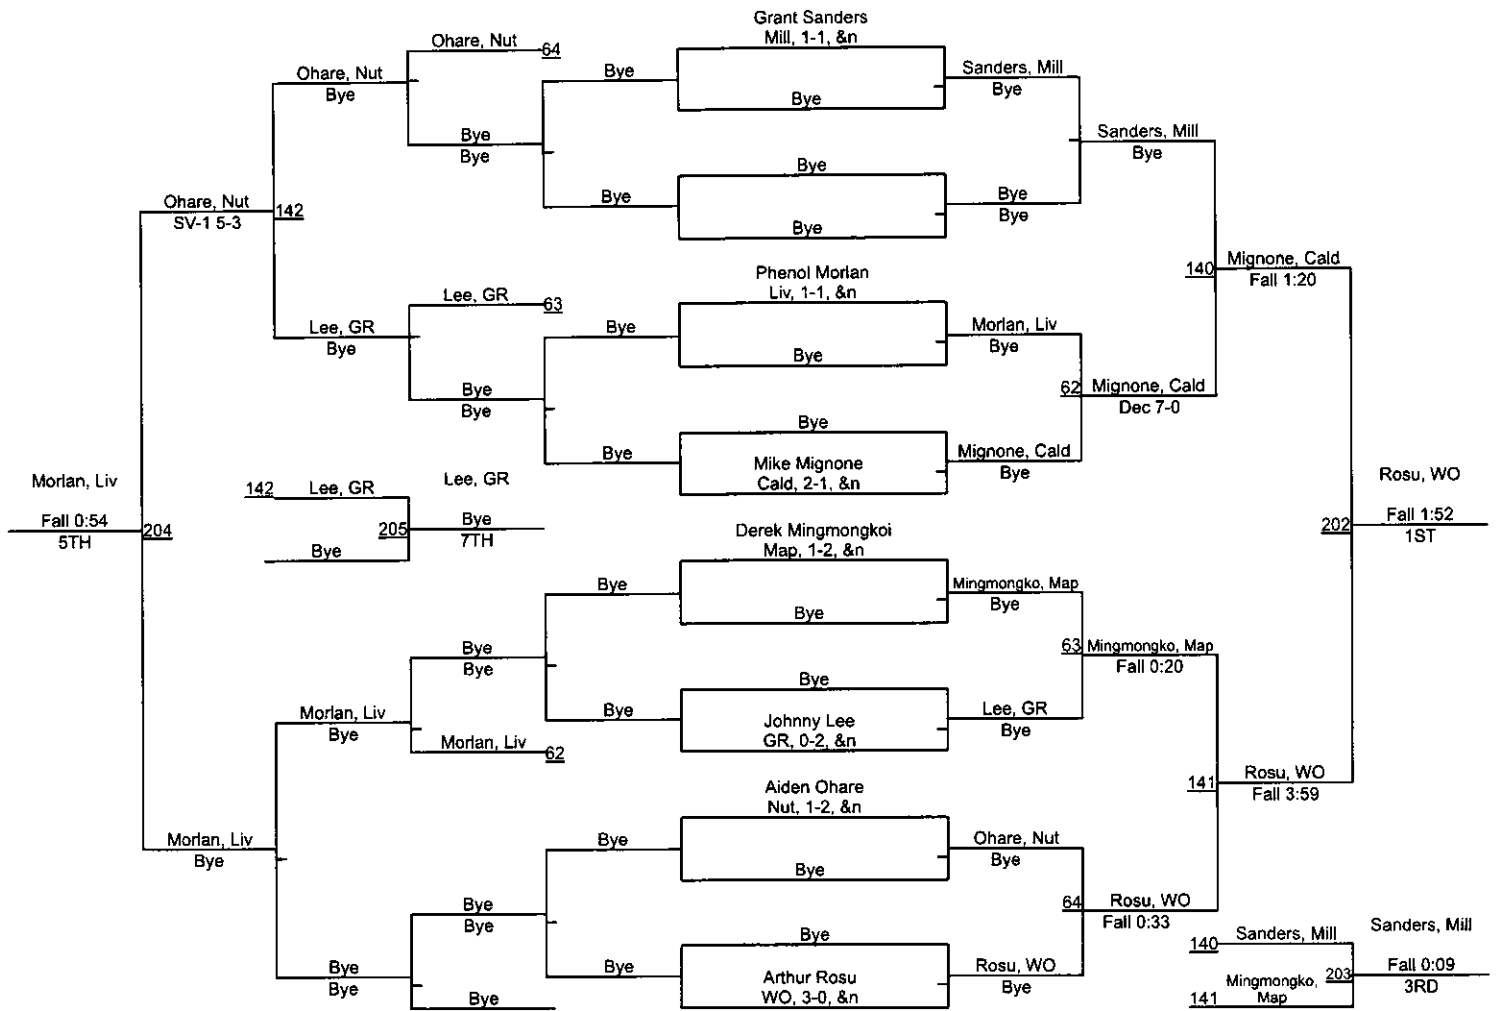 Grant Sanders
Mill, 1-1, &n
Ohare, Nut
64
Ohare, Nut
Bye
Bye
Bye
Sanders, Mill
Bye
Bye
Bye
Sanders, Mill
Bye
Bye
Bye
Bye
Bye
Bye
Bye
Ohare, Nut
142
SV-1 5-3
Phenol Morlan
Liv, 1-1, &n
140
Mignone, Cald
Fall 1:20
Lee, GR
63
Lee, GR
Bye
Bye
Bye
Morlan, Liv
Bye
Bye
Bye
62
Mignone, Cald
Dec 7-0
Bye
Bye
Mike Mignone
Cald, 2-1, &n
Mignone, Cald
Bye
Morlan, Liv
Fall 0:54
5TH
204
142
Lee, GR
Lee, GR
Bye
205
Bye
7TH
Rosu, WO
202
Fall 1:52
1ST
Derek Mingmongkoi
Map, 1-2, &n
Bye
Bye
Mingmongko, Map
Bye
Bye
Bye
63
Mingmongko, Map
Fall 0:20
Bye
Bye
Johnny Lee
GR, 0-2, &n
Lee, GR
Bye
Morlan, Liv
Bye
Morlan, Liv
62
Aiden Ohare
Nut, 1-2, &n
141
Rosu, WO
Fall 3:59
Morlan, Liv
Bye
Bye
Bye
Ohare, Nut
Bye
Bye
Bye
64
Rosu, WO
Fall 0:33
Bye
Bye
Bye
Arthur Rosu
WO, 3-0, &n
Rosu, WO
Bye
Bye
Bye
Bye
140
Sanders, Mill
Sanders, Mill
141
Mingmongko,
Map
203
Fall 0:09
3RD